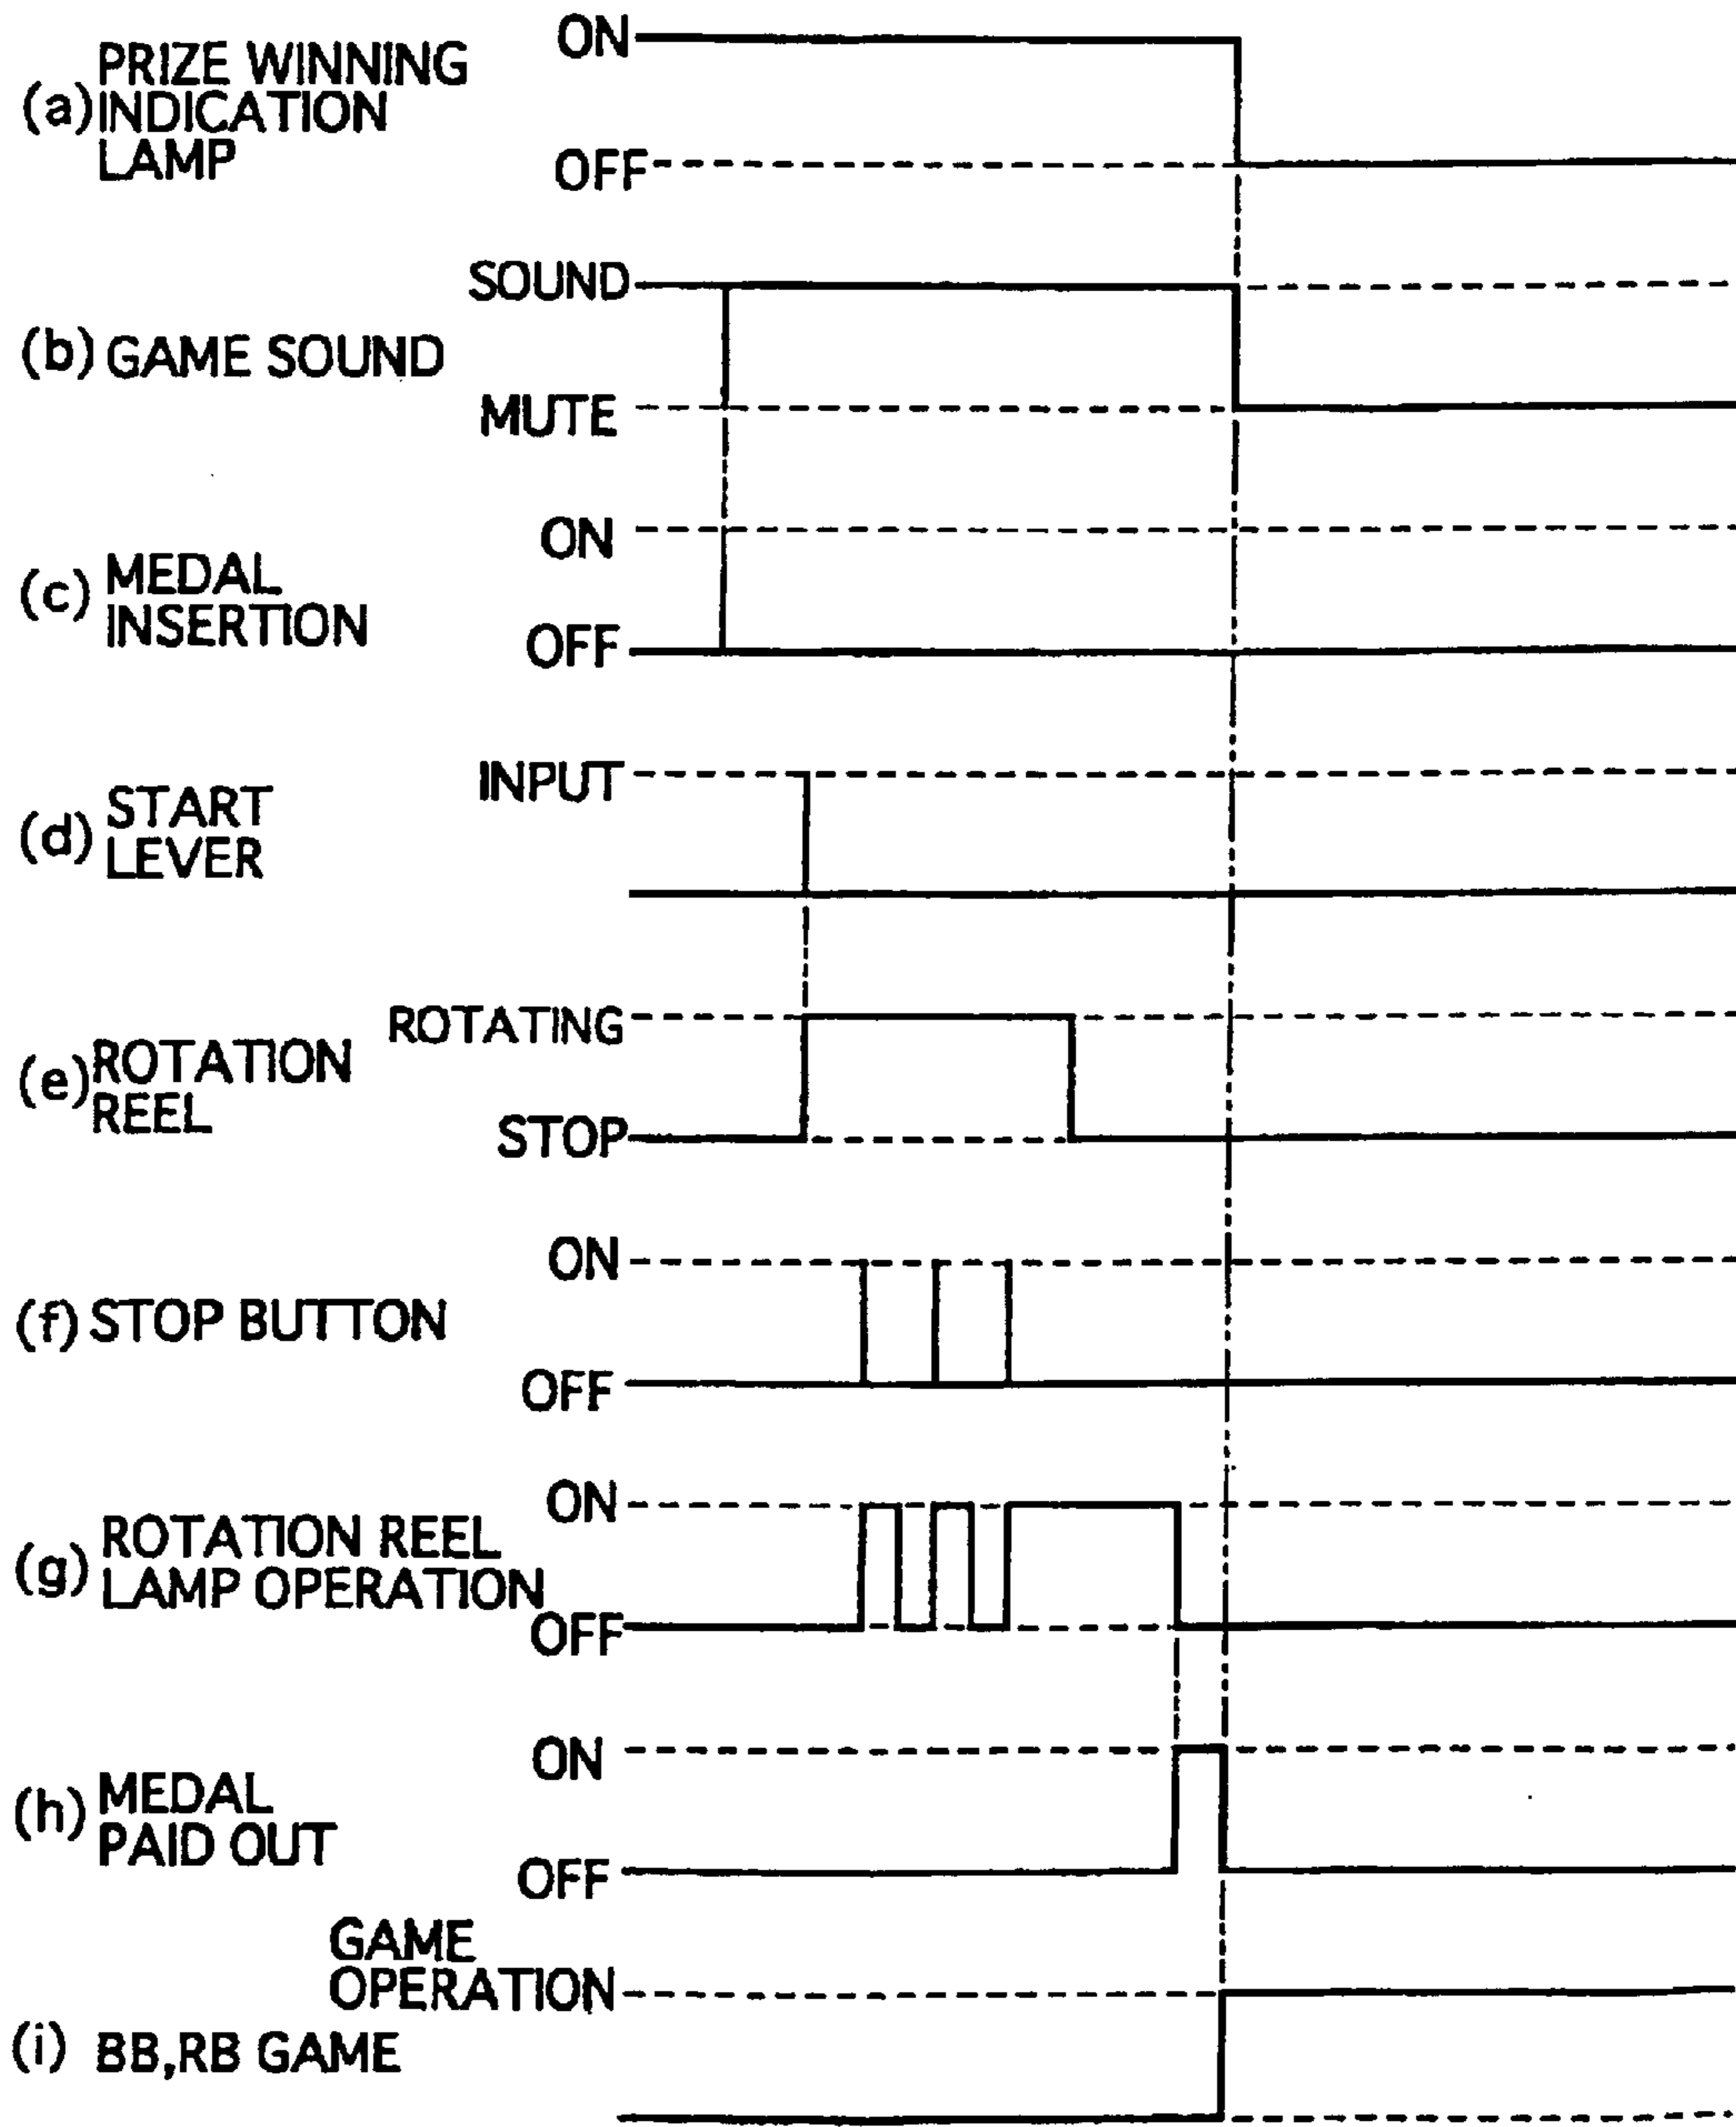 (a) PRIZE WINNING
INDICATION
LAMP
ON
OFF
(b) GAME SOUND
SOUND
MUTE
(c) MEDAL
INSERTION
ON
OFF
(d) START
LEVER
INPUT
(e) ROTATION
REEL
ROTATING
STOP
(f) STOP BUTTON
ON
OFF
(g) ROTATION REEL
LAMP OPERATION
ON
OFF
(h) MEDAL
PAID OUT
ON
OFF
(i) BB,RB GAME
GAME
OPERATION